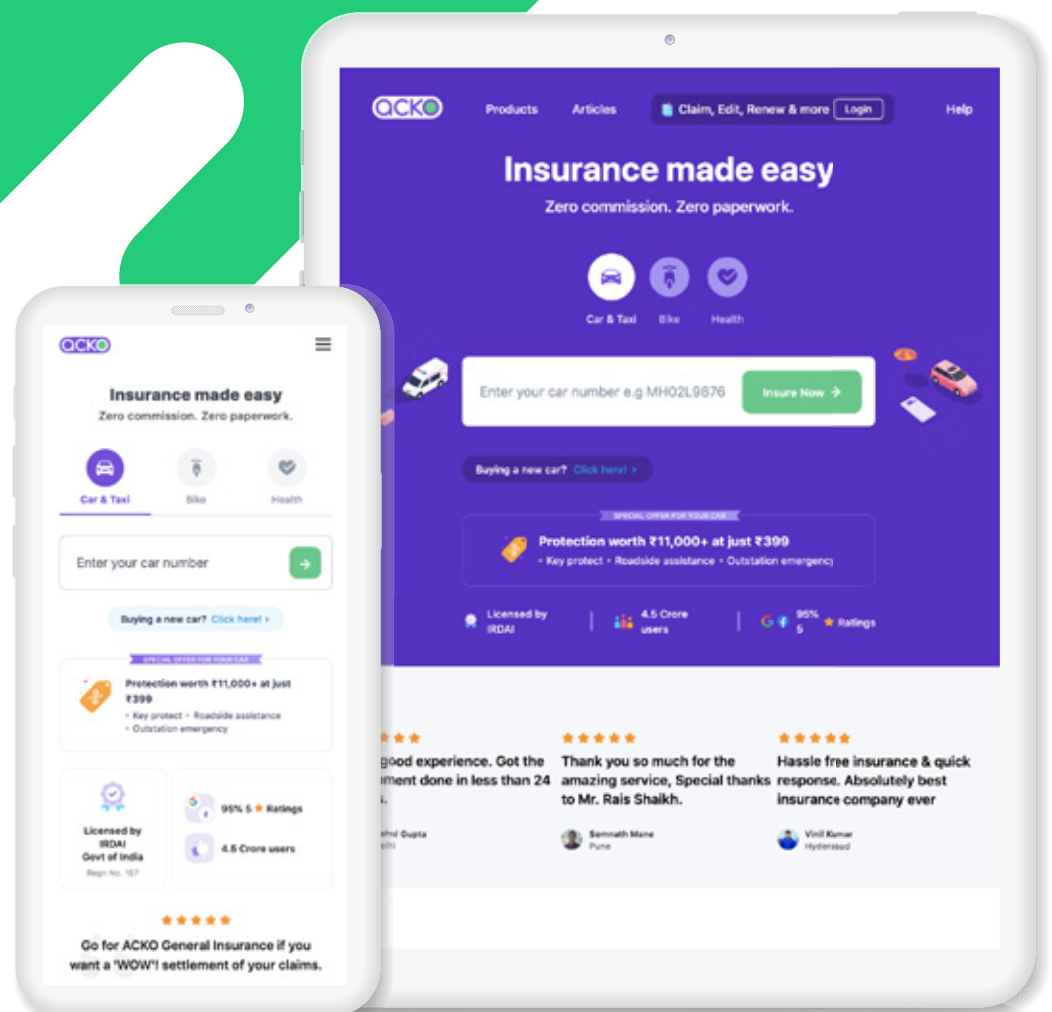 ACKO
Products Articles Claim, Edit, Renew & more Login Help
Insurance made easy
Zero commission. Zero paperwork.
Car & Taxi Bike Health
Enter your car number e.g MH02L9876 Insure Now →
Buying a new car? Click here! >
SPECIAL OFFER FOR YOUR CAR
Protection worth ₹11,000+ at just ₹399
• Key protect • Roadside assistance • Outstation emergency
Licensed by
IRDAI
4.5 Crore
users
95%
5 ★ Ratings
good experience. Got the
ment done in less than 24
Gupta
Thank you so much for the
amazing service, Special thanks
to Mr. Rais Shaikh.
Somnath Mane
Pune
Hassle free insurance & quick
response. Absolutely best
insurance company ever
Vinil Kumar
Hyderabad
ACKO
Insurance made easy
Zero commission. Zero paperwork.
Car & Taxi Bike Health
Enter your car number →
Buying a new car? Click here! >
SPECIAL OFFER FOR YOUR CAR
Protection worth ₹11,000+ at just
₹399
• Key protect • Roadside assistance
• Outstation emergency
Licensed by
IRDAI
Govt of India
Regn No. 157
95% 5 ★ Ratings
4.5 Crore users
Go for ACKO General Insurance if you
want a 'WOW'! settlement of your claims.